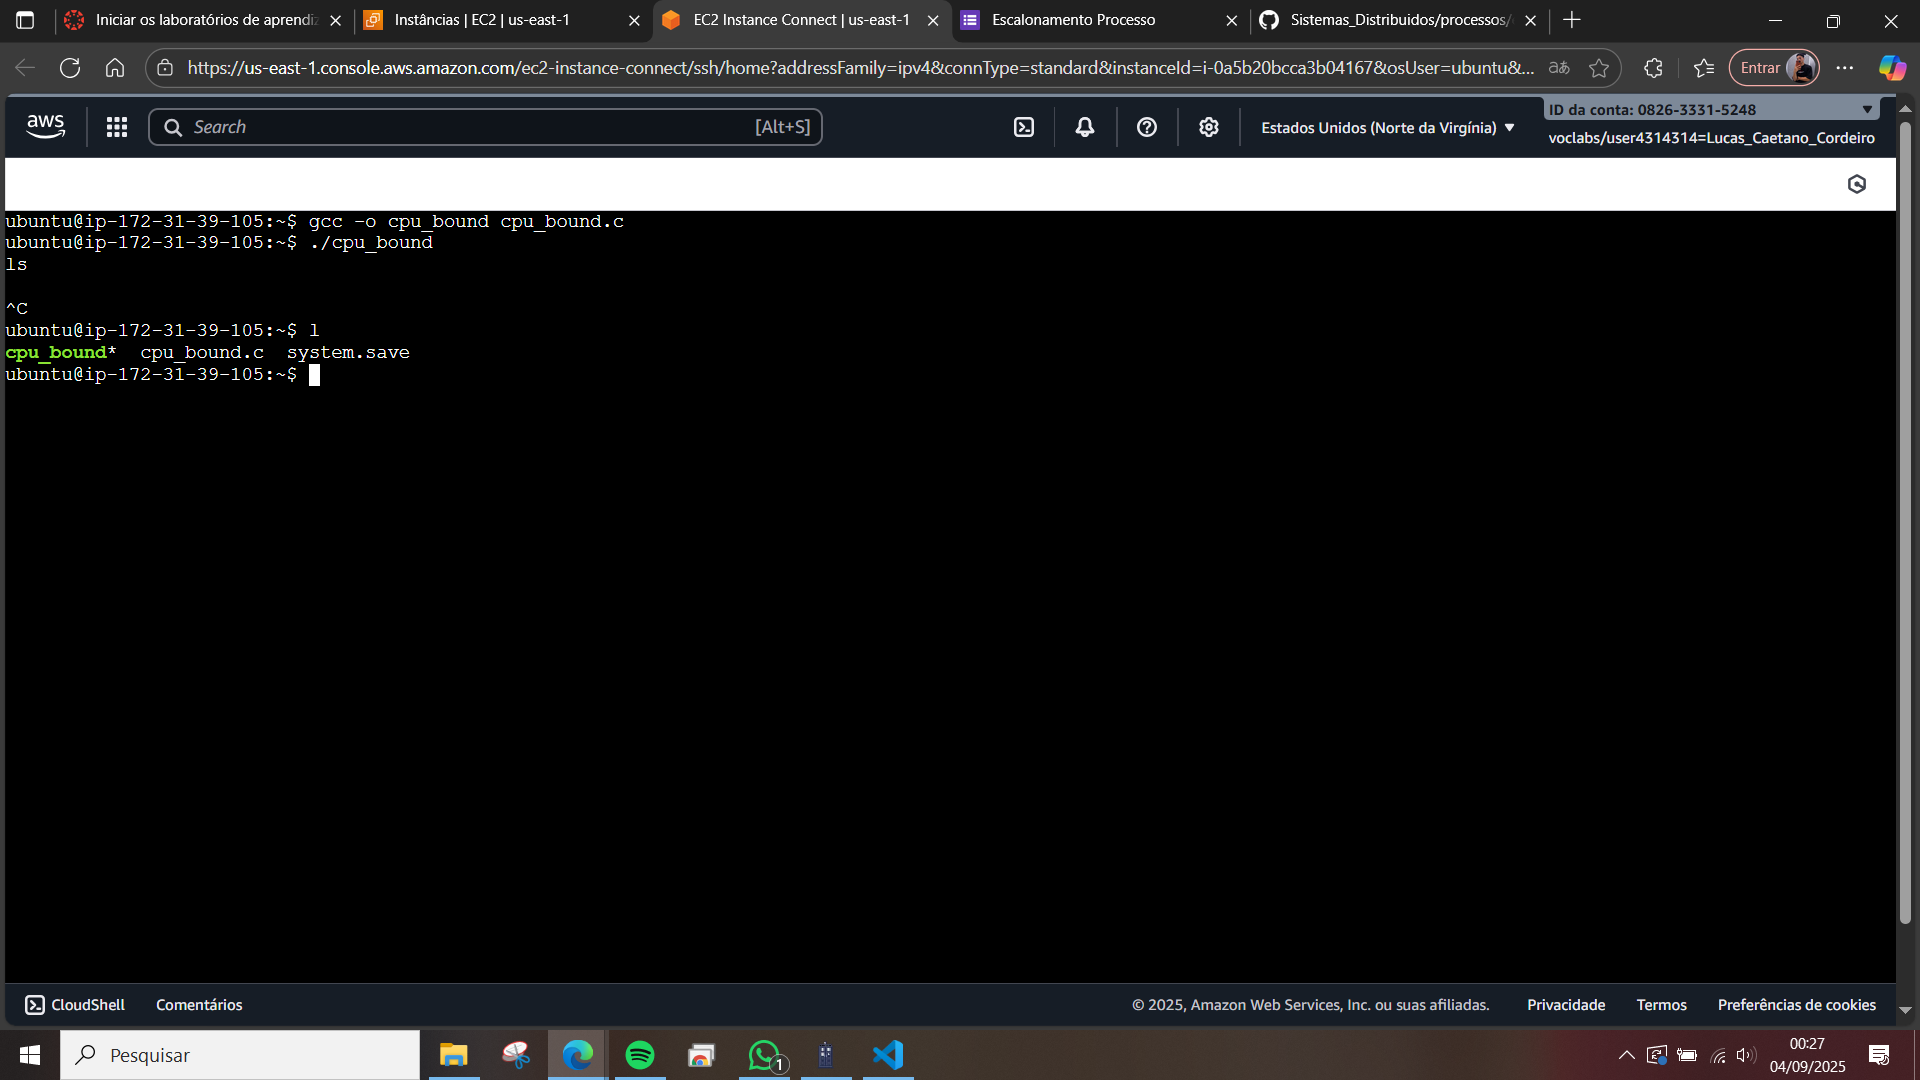 Iniciar os laboratórios de aprendiz
Instâncias | EC2 | us-east-1
EC2 Instance Connect | us-east-1
Escalonamento Processo
Sistemas_Distribuidos/processos/
https://us-east-1.console.aws.amazon.com/ec2-instance-connect/ssh/home?addressFamily=ipv4&connType=standard&instanceId=i-0a5b20bcca3b04167&osUser=ubuntu&...
Entrar
aws
Search
[Alt+S]
Estados Unidos (Norte da Virgínia)
ID da conta: 0826-3331-5248
voclabs/user4314314=Lucas_Caetano_Cordeiro
ubuntu@ip-172-31-39-105:~$ gcc -o cpu_bound cpu_bound.c
ubuntu@ip-172-31-39-105:~$ ./cpu_bound
ls
^C
ubuntu@ip-172-31-39-105:~$ l
cpu_bound*  cpu_bound.c  system.save
ubuntu@ip-172-31-39-105:~$
CloudShell
Comentários
© 2025, Amazon Web Services, Inc. ou suas afiliadas.
Privacidade
Termos
Preferências de cookies
Pesquisar
1
00:27
04/09/2025